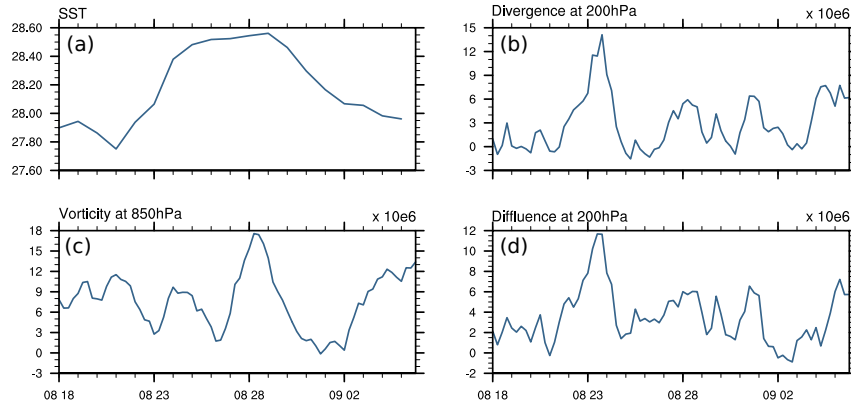 SST
28.60
28.40
28.20
28.00
27.80
27.60
(a)
Divergence at 200hPa x 10e6
15
12
9
6
3
0
-3
(b)
Vorticity at 850hPa x 10e6
18
15
12
9
6
3
0
-3
(c)
08 18 08 23 08 28 09 02
Diffluence at 200hPa x 10e6
12
10
8
6
4
2
0
-2
(d)
08 18 08 23 08 28 09 02